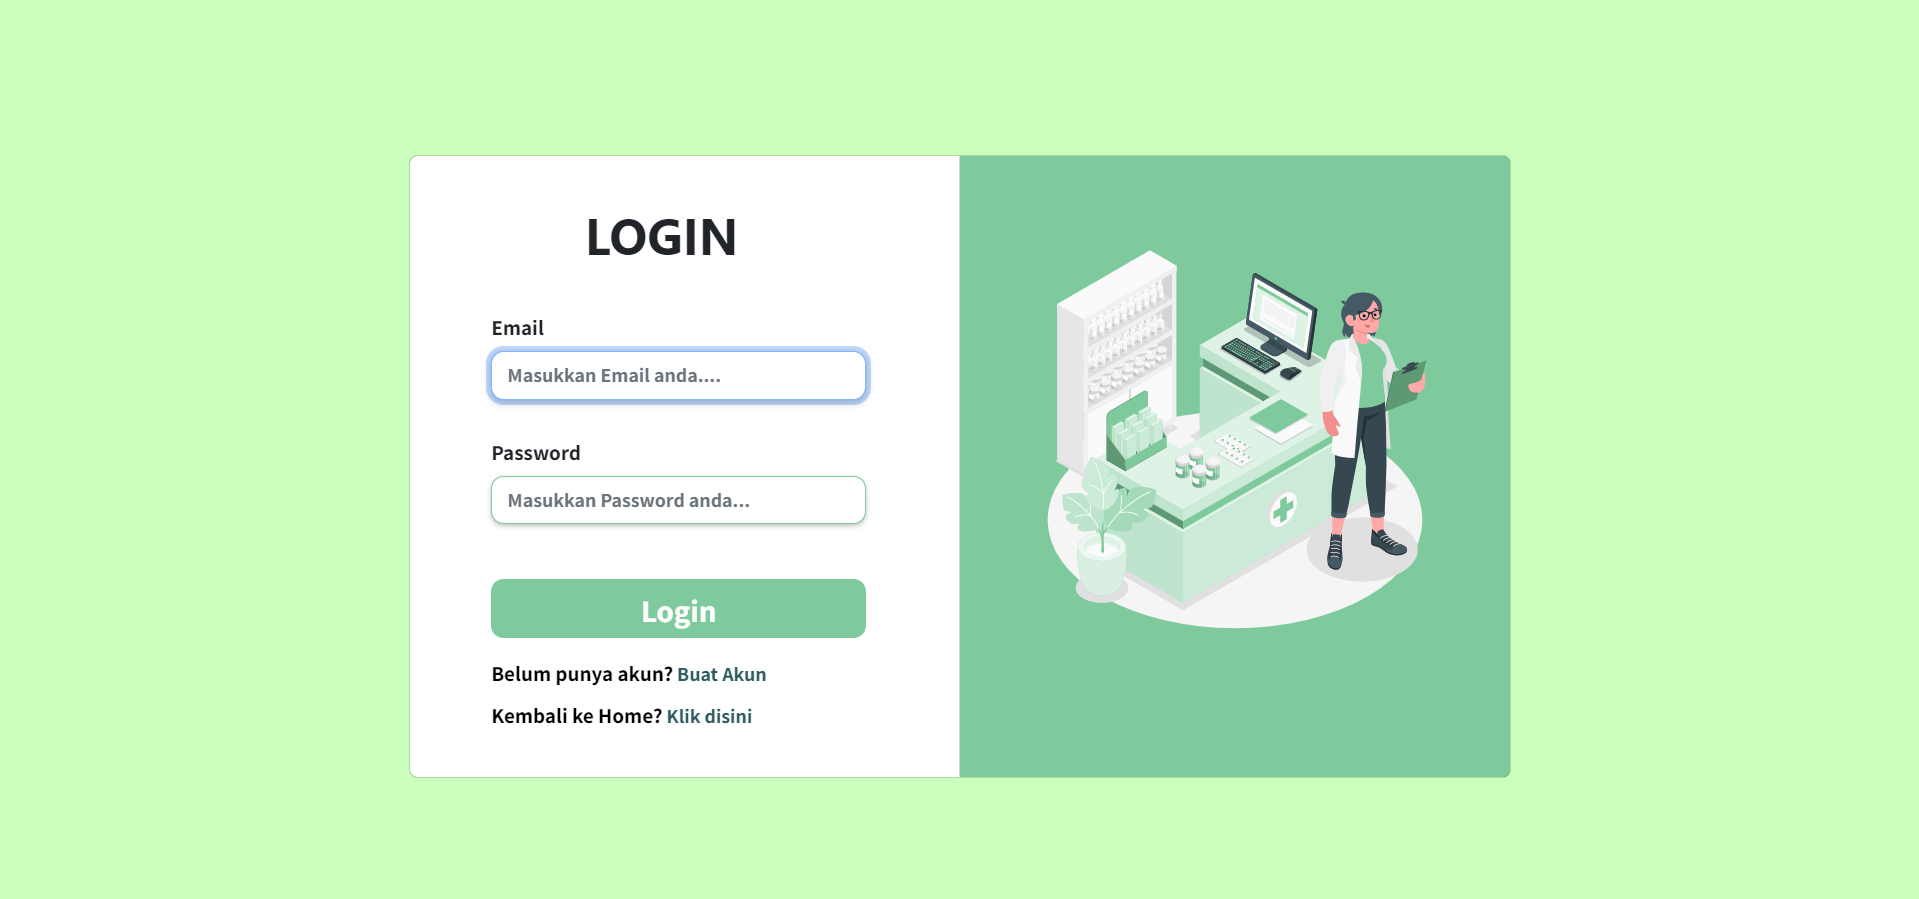 LOGIN
Email
Masukkan Email anda....
Password
Masukkan Password anda...
Login
Belum punya akun? Buat Akun
Kembali ke Home? Klik disini